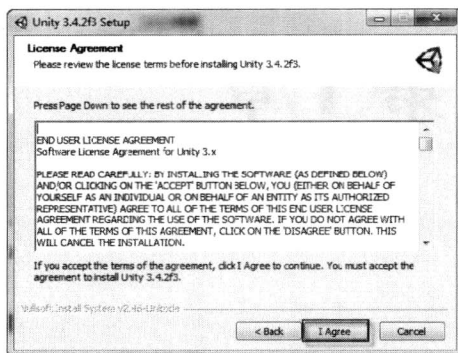 Unity 3.4.2f3 Setup
License Agreement
Please review the license terms before installing Unity 3.4.2f3.
Press Page Down to see the rest of the agreement.
END USER LICENSE AGREEMENT
Software License Agreement for Unity 3.x
PLEASE READ CAREFULLY: BY INSTALLING THE SOFTWARE (AS DEFINED BELOW)
AND/OR CLICKING ON THE 'ACCEPT' BUTTON BELOW, YOU (EITHER ON BEHALF OF
YOURSELF AS AN INDIVIDUAL OR ON BEHALF OF AN ENTITY AS ITS AUTHORIZED
REPRESENTATIVE) AGREE TO ALL OF THE TERMS OF THIS END USER LICENSE
AGREEMENT REGARDING THE USE OF THE SOFTWARE. IF YOU DO NOT AGREE WITH
ALL OF THE TERMS OF THIS AGREEMENT, CLICK ON THE 'DISAGREE' BUTTON. THIS
WILL CANCEL THE INSTALLATION.
If you accept the terms of the agreement, click I Agree to continue. You must accept the
agreement to install Unity 3.4.2f3.
Nullsoft Install System v2.46-Unicode
< Back
I Agree
Cancel